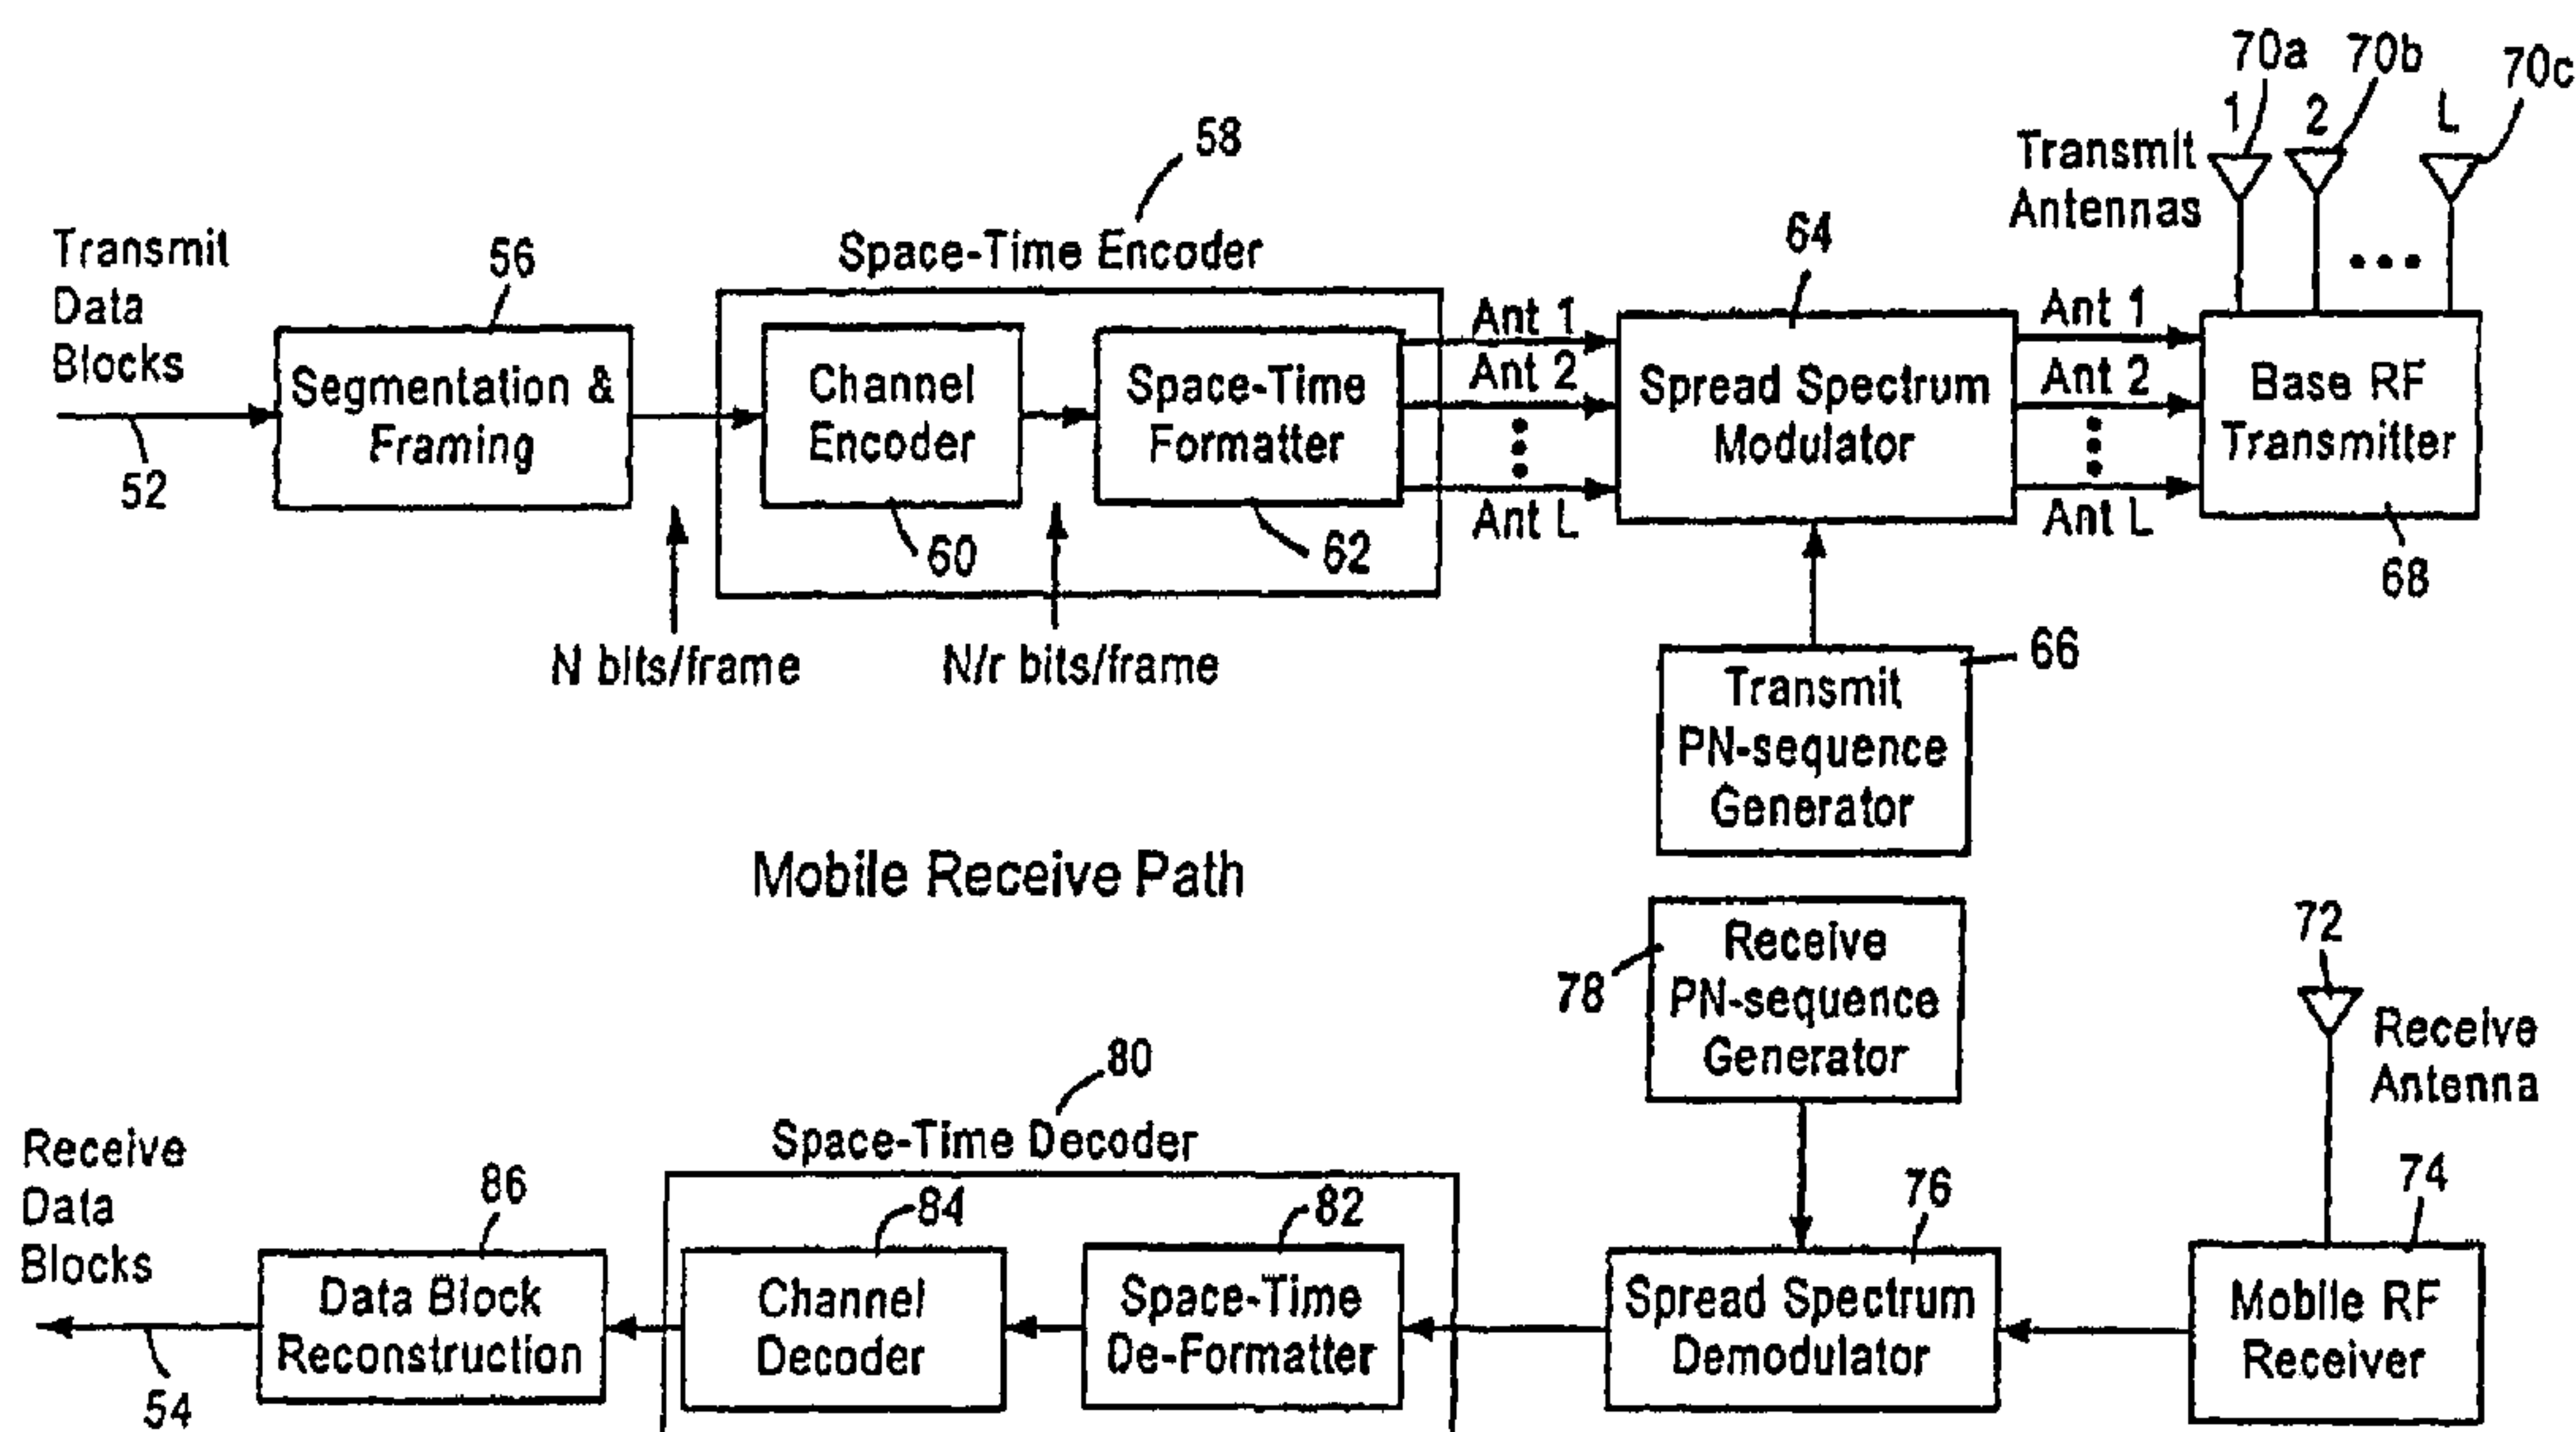 70a
70b
70c
1
2
L
Transmit
Antennas
58
Space-Time Encoder
64
Transmit
Data
Blocks
56
52
Segmentation &
Framing
Channel
Encoder
60
Space-Time
Formatter
62
Ant 1
Ant 2
Ant L
Spread Spectrum
Modulator
Ant 1
Ant 2
Ant L
Base RF
Transmitter
68
N bits/frame
N/r bits/frame
66
Transmit
PN-sequence
Generator
Mobile Receive Path
78
Receive
PN-sequence
Generator
72
Receive
Antenna
80
Space-Time Decoder
Receive
Data
Blocks
54
86
Data Block
Reconstruction
84
Channel
Decoder
82
Space-Time
De-Formatter
76
Spread Spectrum
Demodulator
74
Mobile RF
Receiver